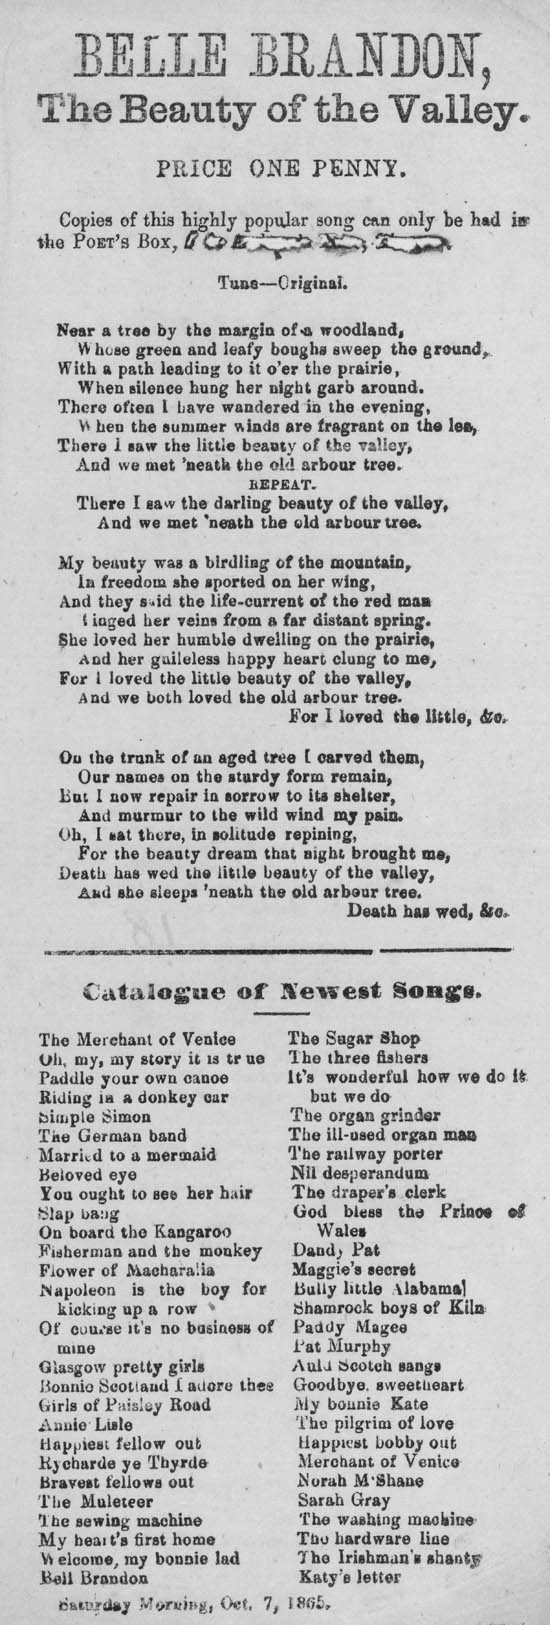 BELLE BRANDON,
The Beauty of the Valley.
PRICE ONE PENNY.
Copies of this highly popular song can only be had in
the POET'S BOX,
Tune—Original.
Near a tree by the margin of a woodland,
Whose green and leafy boughs sweep the ground,
With a path leading to it o'er the prairie,
When silence hung her night garb around.
There often I have wandered in the evening,
When the summer winds are fragrant on the lea,
There I saw the little beauty of the valley,
And we met 'neath the old arbour tree.
REPEAT.
There I saw the darling beauty of the valley,
And we met 'neath the old arbour tree.
My beauty was a birdling of the mountain,
In freedom she sported on her wing,
And they said the life-current of the red man
Tinged her veins from a far distant spring.
She loved her humble dwelling on the prairie,
And her guileless happy heart clung to me,
For I loved the little beauty of the valley,
And we both loved the old arbour tree.
For I loved the little, &c.
On the trunk of an aged tree I carved them,
Our names on the sturdy form remain,
But I now repair in sorrow to its shelter,
And murmur to the wild wind my pain.
Oh, I sat there, in solitude repining,
For the beauty dream that night brought me,
Death has wed the little beauty of the valley,
And she sleeps 'neath the old arbour tree.
Death has wed, &c.
Catalogue of Newest Songs.
The Merchant of Venice
Oh, my, my story it is true
Paddle your own canoe
Riding in a donkey car
Simple Simon
The German band
Married to a mermaid
Beloved eye
You ought to see her hair
Slap bang
On board the Kangaroo
Fisherman and the monkey
Flower of Macharalia
Napoleon is the boy for
kicking up a row
Of course it's no business of
mine
Glasgow pretty girls
Bonnie Scotland I adore thee
Girls of Paisley Road
Annie Lisle
Happiest fellow out
Rycharde ye Thyrde
Bravest fellows out
The Muleteer
The sewing machine
My heart's first home
Welcome, my bonnie lad
Bell Brandon
The Sugar Shop
The three fishers
It's wonderful how we do it
but we do
The organ grinder
The ill-used organ man
The railway porter
Nil desperandum
The draper's clerk
God bless the Prince of
Wales
Dandy Pat
Maggie's secret
Bully little Alabama
Shamrock boys of Kiln
Paddy Magee
Pat Murphy
Auld Scotch sangs
Goodbye, sweetheart
My bonnie Kate
The pilgrim of love
Happiest bobby out
Merchant of Venice
Norah M'Shane
Sarah Gray
The washing machine
The hardware line
The Irishman's shanty
Katy's letter
Saturday Morning, Oct. 7, 1865.